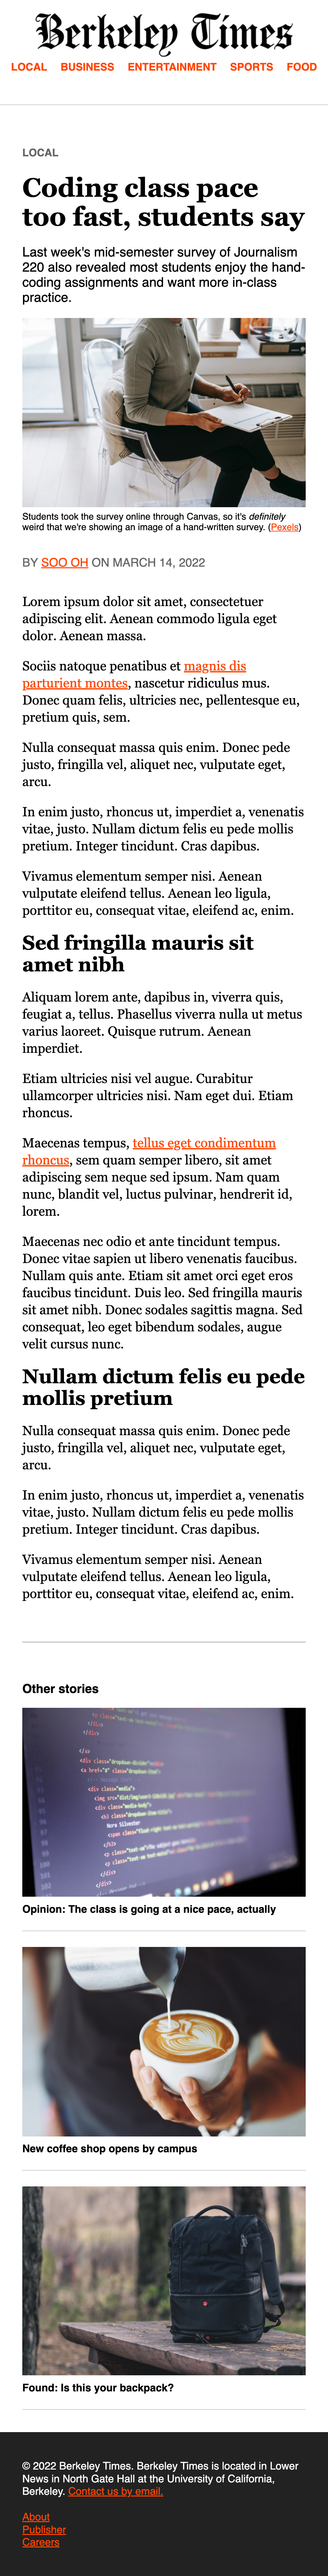 Berkeley Times
LOCAL BUSINESS ENTERTAINMENT SPORTS FOOD
LOCAL
Coding class pace
too fast, students say
Last week's mid-semester survey of Journalism
220 also revealed most students enjoy the hand-
coding assignments and want more in-class
practice.
Students took the survey online through Canvas, so it's definitely
weird that we're showing an image of a hand-written survey. (Pexels)
BY SOO OH ON MARCH 14, 2022
Lorem ipsum dolor sit amet, consectetuer
adipiscing elit. Aenean commodo ligula eget
dolor. Aenean massa.
Sociis natoque penatibus et magnis dis
parturient montes, nascetur ridiculus mus.
Donec quam felis, ultricies nec, pellentesque eu,
pretium quis, sem.
Nulla consequat massa quis enim. Donec pede
justo, fringilla vel, aliquet nec, vulputate eget,
arcu.
In enim justo, rhoncus ut, imperdiet a, venenatis
vitae, justo. Nullam dictum felis eu pede mollis
pretium. Integer tincidunt. Cras dapibus.
Vivamus elementum semper nisi. Aenean
vulputate eleifend tellus. Aenean leo ligula,
porttitor eu, consequat vitae, eleifend ac, enim.
Sed fringilla mauris sit
amet nibh
Aliquam lorem ante, dapibus in, viverra quis,
feugiat a, tellus. Phasellus viverra nulla ut metus
varius laoreet. Quisque rutrum. Aenean
imperdiet.
Etiam ultricies nisi vel augue. Curabitur
ullamcorper ultricies nisi. Nam eget dui. Etiam
rhoncus.
Maecenas tempus, tellus eget condimentum
rhoncus, sem quam semper libero, sit amet
adipiscing sem neque sed ipsum. Nam quam
nunc, blandit vel, luctus pulvinar, hendrerit id,
lorem.
Maecenas nec odio et ante tincidunt tempus.
Donec vitae sapien ut libero venenatis faucibus.
Nullam quis ante. Etiam sit amet orci eget eros
faucibus tincidunt. Duis leo. Sed fringilla mauris
sit amet nibh. Donec sodales sagittis magna. Sed
consequat, leo eget bibendum sodales, augue
velit cursus nunc.
Nullam dictum felis eu pede
mollis pretium
Nulla consequat massa quis enim. Donec pede
justo, fringilla vel, aliquet nec, vulputate eget,
arcu.
In enim justo, rhoncus ut, imperdiet a, venenatis
vitae, justo. Nullam dictum felis eu pede mollis
pretium. Integer tincidunt. Cras dapibus.
Vivamus elementum semper nisi. Aenean
vulputate eleifend tellus. Aenean leo ligula,
porttitor eu, consequat vitae, eleifend ac, enim.
Other stories
Opinion: The class is going at a nice pace, actually
New coffee shop opens by campus
Found: Is this your backpack?
© 2022 Berkeley Times. Berkeley Times is located in Lower
News in North Gate Hall at the University of California,
Berkeley. Contact us by email.
About
Publisher
Careers